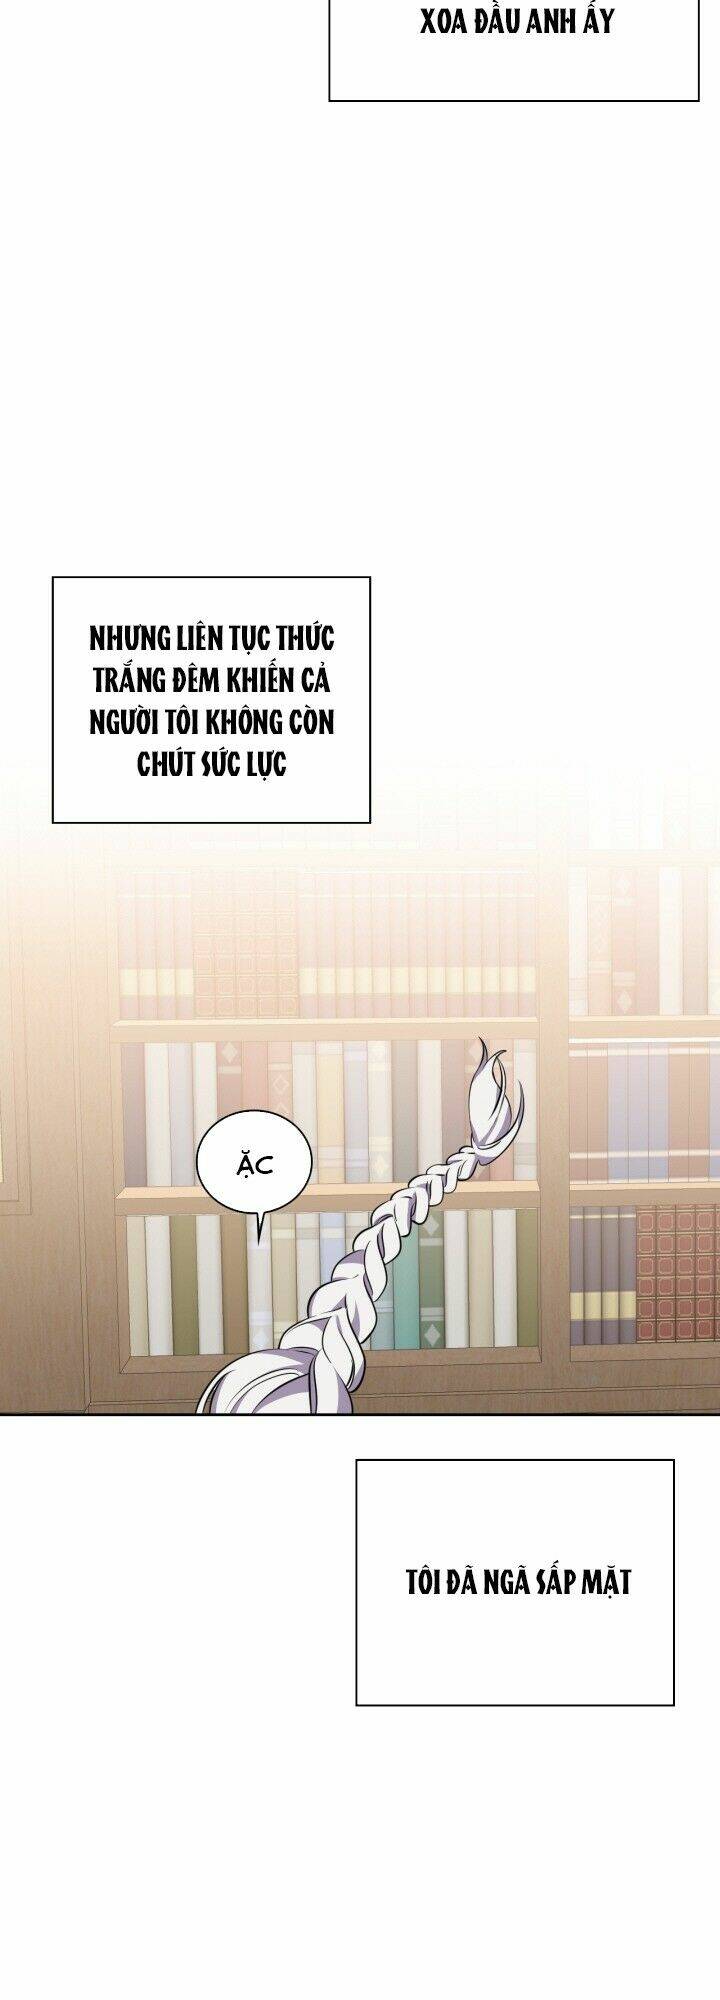 XOA ĐẦU ANH ẤY
NHƯNG LIÊN TỤC THỨC
TRẮNG ĐÊM KHIẾN CẢ
NGƯỜI TÔI KHÔNG CÒN
CHÚT SỨC LỰC
ẶC
TÔI ĐÃ NGÃ SẤP MẶT